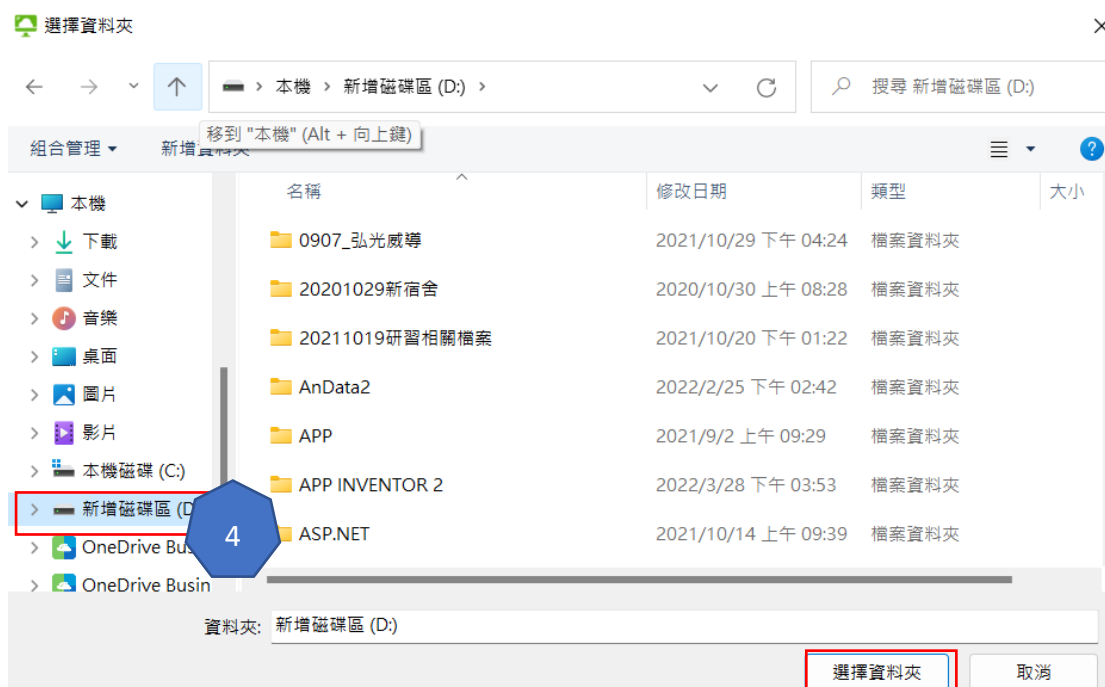 選擇資料夾
本機 > 新增磁碟區 (D:) >
搜尋 新增磁碟區 (D:)
移到 "本機" (Alt + 向上鍵)
組合管理
新增
名稱 修改日期 類型 大小
本機
下載
文件
音樂
桌面
圖片
影片
本機磁碟 (C:)
新增磁碟區 (D
OneDrive Bus
OneDrive Busin
4
0907_弘光威導 2021/10/29 下午 04:24 檔案資料夾
20201029新宿舍 2020/10/30 上午 08:28 檔案資料夾
20211019研習相關檔案 2021/10/20 下午 01:22 檔案資料夾
AnData2 2022/2/25 下午 02:42 檔案資料夾
APP 2021/9/2 上午 09:29 檔案資料夾
APP INVENTOR 2 2022/3/28 下午 03:53 檔案資料夾
ASP.NET 2021/10/14 上午 09:39 檔案資料夾
資料夾: 新增磁碟區 (D:)
選擇資料夾 取消